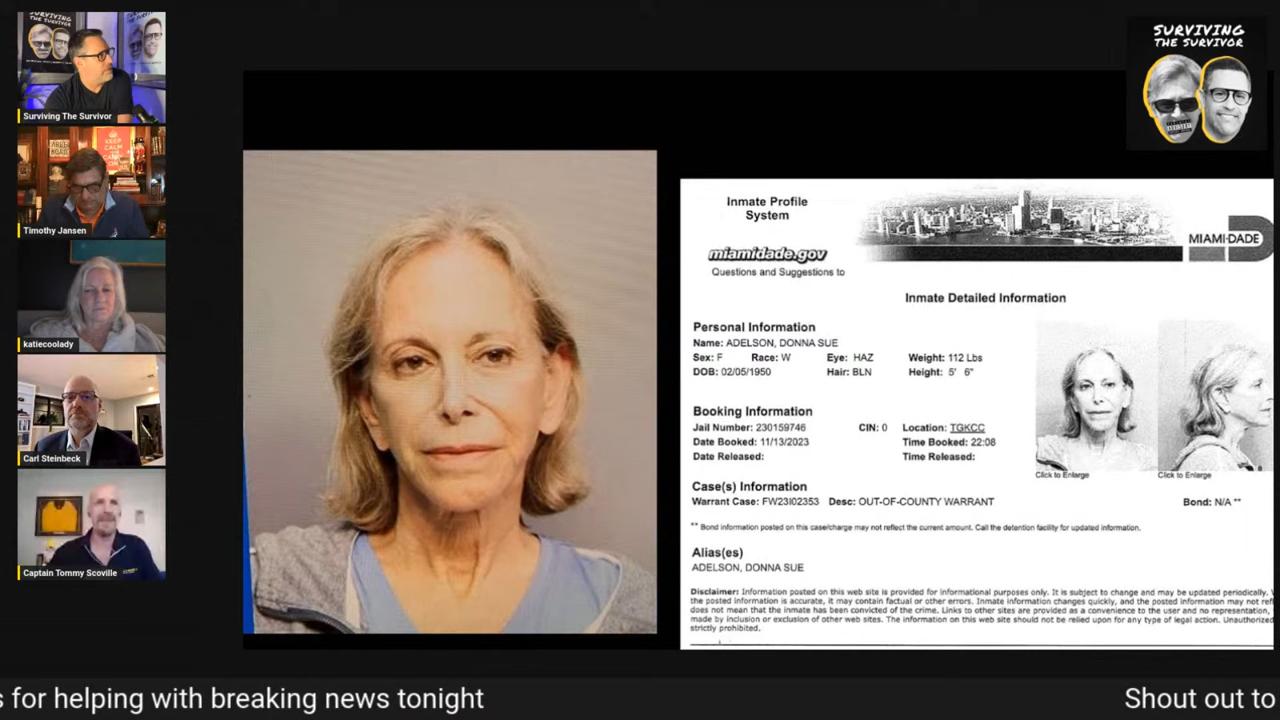 SURVIVING
THE SURVIVOR
Surviving The Survivor
KEEP
CALM
AND
CARRY
ON
Timothy Jansen
katiecoolady
Carl Steinbeck
Captain Tommy Scoville
SURVIVING
THE SURVIVOR
Inmate Profile
System
miamidade.gov
Questions and Suggestions to
MIAMI-DADE
Inmate Detailed Information
Personal Information
Name: ADELSON, DONNA SUE
Sex: F Race: W Eye: HAZ Weight: 112 Lbs
DOB: 02/05/1950 Hair: BLN Height: 5' 6"
Booking Information
Jail Number: 230159746 CIN: 0 Location: TGKCC
Date Booked: 11/13/2023 Time Booked: 22:08
Date Released: Time Released:
Click to Enlarge Click to Enlarge
Case(s) Information
Warrant Case: FW23I02353 Desc: OUT-OF-COUNTY WARRANT Bond: N/A **
** Bond information posted on this case/charge may not reflect the current amount. Call the detention facility for updated information.
Alias(es)
ADELSON, DONNA SUE
Disclaimer: Information posted on this web site is provided for informational purposes only. It is subject to change and may be updated periodically.
the posted information is accurate, it may contain factual or other errors. Inmate information changes quickly, and the posted information may not
does not mean that the inmate has been convicted of the crime. Links to other sites are provided as a convenience to the user and no representation,
made by inclusion or exclusion of other web sites. The information on this web site should not be relied upon for any type of legal action. Unauthorized
strictly prohibited.
s for helping with breaking news tonight Shout out to